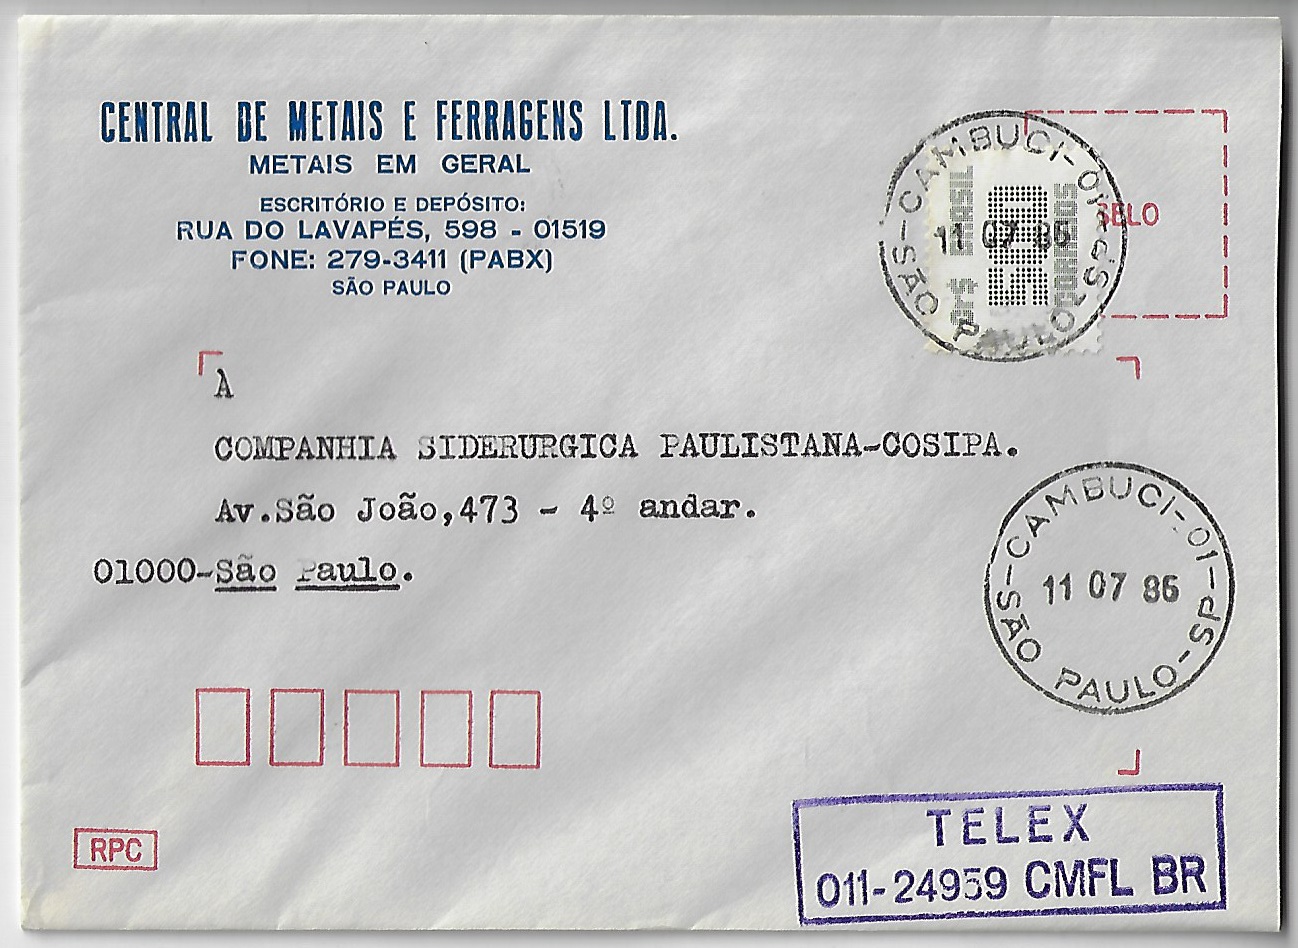 CENTRAL DE METAIS E FERRAGENS LTDA.
METAIS EM GERAL
ESCRITÓRIO E DEPÓSITO:
RUA DO LAVAPÉS, 598 - 01519
FONE: 279-3411 (PABX)
SÃO PAULO
SELO
CAMBUCI-01-SP
11 07 86
SÃO PAULO
BRASIL
CORREIOS
À
COMPANHIA SIDERURGICA PAULISTANA-COSIPA.
Av.São João,473 - 4º andar.
01000-São Paulo.
CAMBUCI-01-SP
11 07 86
SÃO PAULO
RPC
TELEX
011-24959 CMFL BR